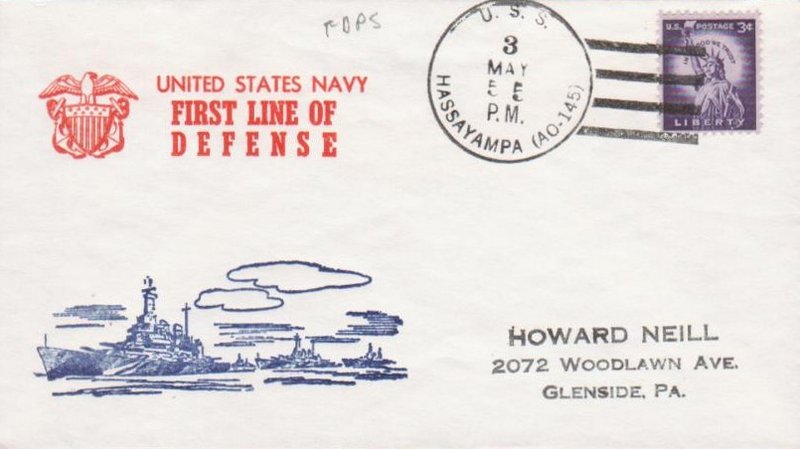 FDPS
UNITED STATES NAVY
FIRST LINE OF
DEFENSE
U. S. S.
3
MAY
55
P.M.
HASSAYAMPA (AO-145)
U.S. POSTAGE 3¢
IN GOD WE TRUST
LIBERTY
HOWARD NEILL
2072 WOODLAWN AVE.
GLENSIDE, PA.